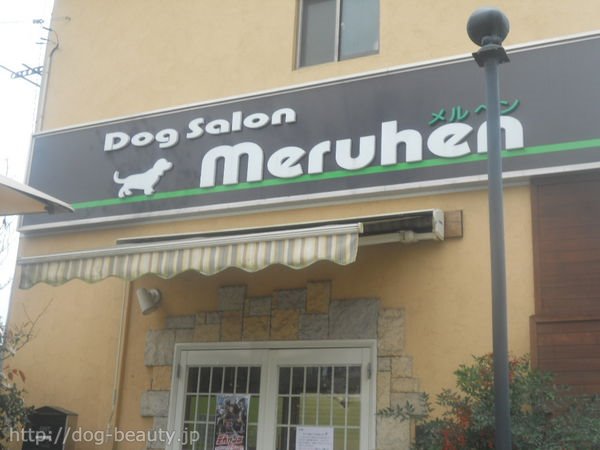 Dog Salon
メルヘン
Meruhen
http://dog-beauty.jp